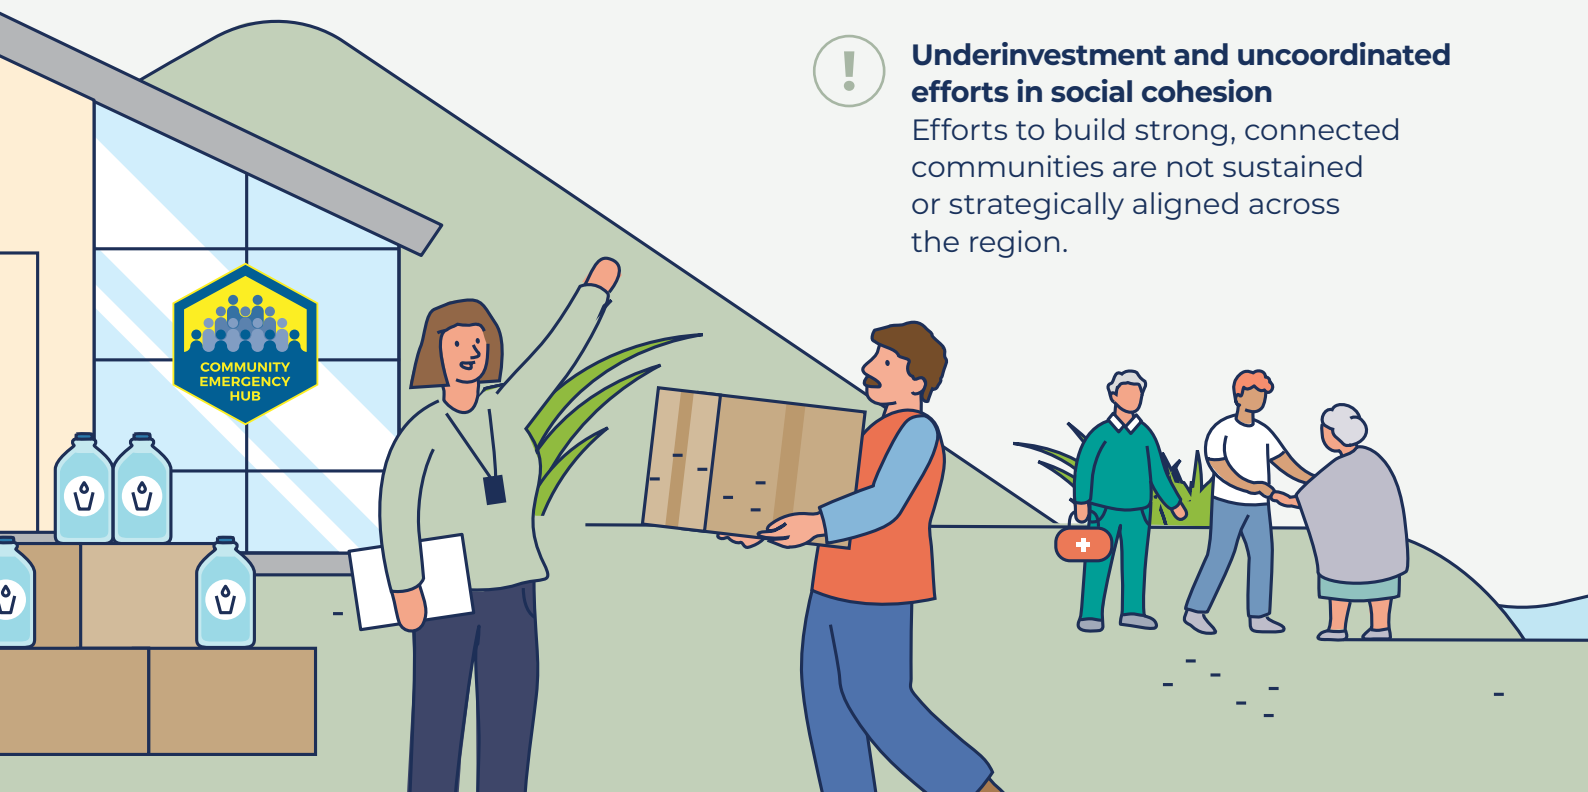 Underinvestment and uncoordinated
efforts in social cohesion
Efforts to build strong, connected
communities are not sustained
or strategically aligned across
the region.
COMMUNITY
EMERGENCY
HUB